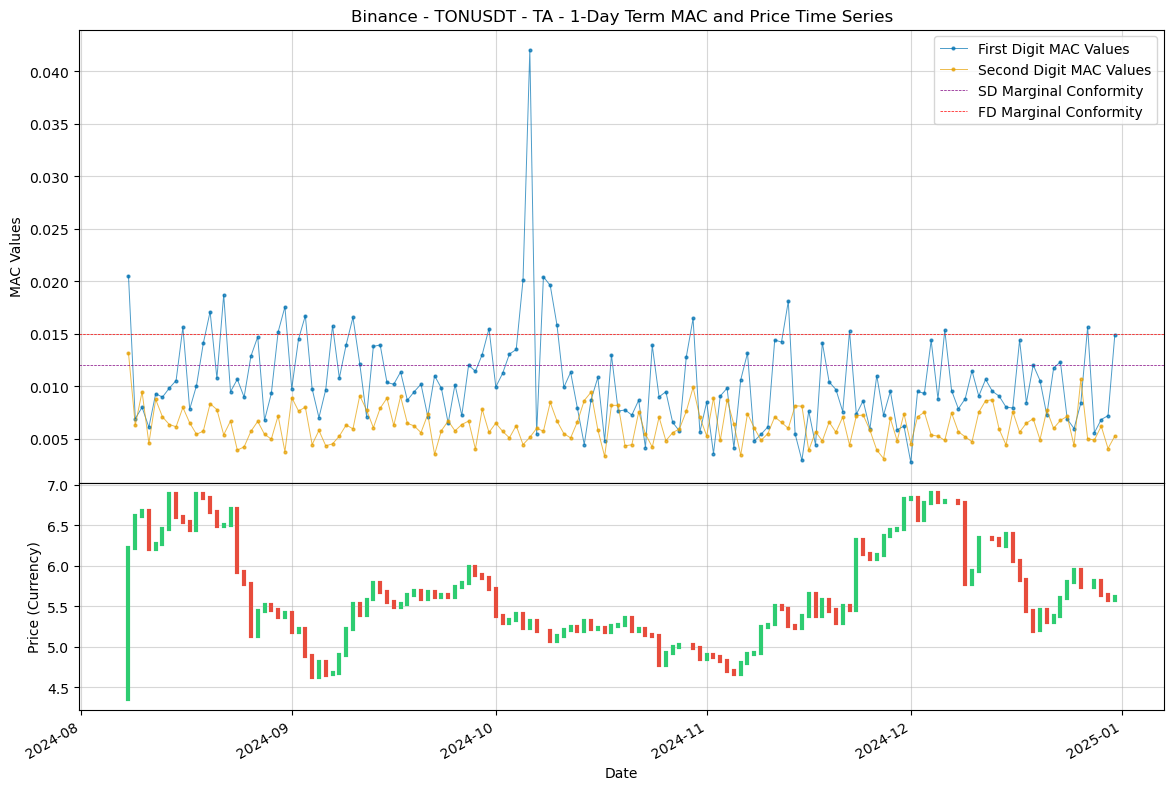 Binance - TONUSDT - TA - 1-Day Term MAC and Price Time Series
First Digit MAC Values
Second Digit MAC Values
SD Marginal Conformity
FD Marginal Conformity
MAC Values
0.040
0.035
0.030
0.025
0.020
0.015
0.010
0.005
Price (Currency)
7.0
6.5
6.0
5.5
5.0
4.5
2024-08
2024-09
2024-10
2024-11
2024-12
2025-01
Date